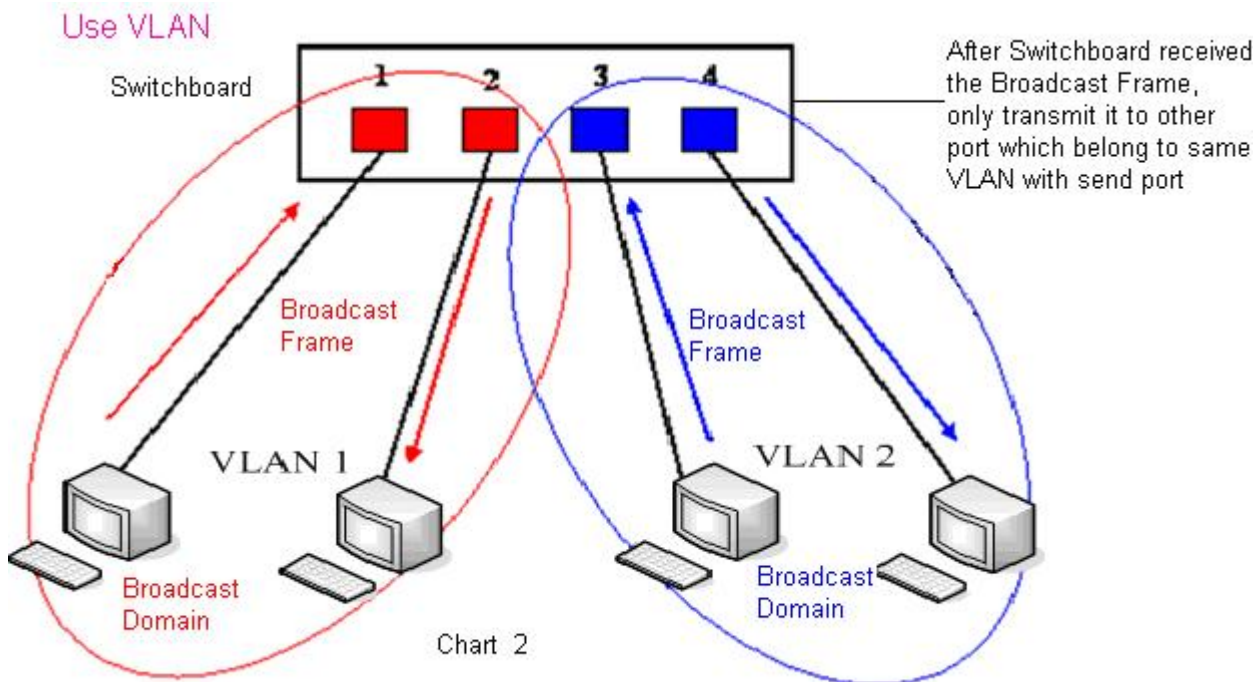 Use VLAN
Switchboard
1 2 3 4
After Switchboard received
the Broadcast Frame,
only transmit it to other
port which belong to same
VLAN with send port
Broadcast
Frame
Broadcast
Frame
VLAN 1
VLAN 2
Broadcast
Domain
Broadcast
Domain
Chart 2